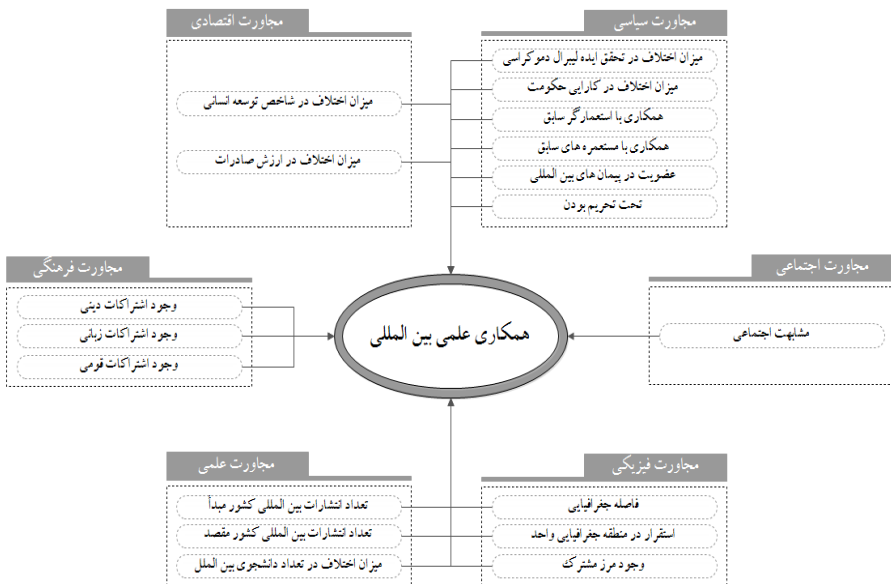 مجاورت سیاسی
میزان اختلاف در تحقق ایده لیبرال دموکراسی
میزان اختلاف در کارایی حکومت
همکاری با استعمارگر سابق
همکاری با مستعمره های سابق
عضویت در پیمان های بین المللی
تحت تحریم بودن
مجاورت اقتصادی
میزان اختلاف در شاخص توسعه انسانی
میزان اختلاف در ارزش صادرات
مجاورت اجتماعی
مشابهت اجتماعی
همکاری علمی بین المللی
مجاورت فرهنگی
وجود اشتراکات دینی
وجود اشتراکات زبانی
وجود اشتراکات قومی
مجاورت فیزیکی
فاصله جغرافیایی
استقرار در منطقه جغرافیایی واحد
وجود مرز مشترک
مجاورت علمی
تعداد انتشارات بین المللی کشور مبدأ
تعداد انتشارات بین المللی کشور مقصد
میزان اختلاف در تعداد دانشجوی بین الملل